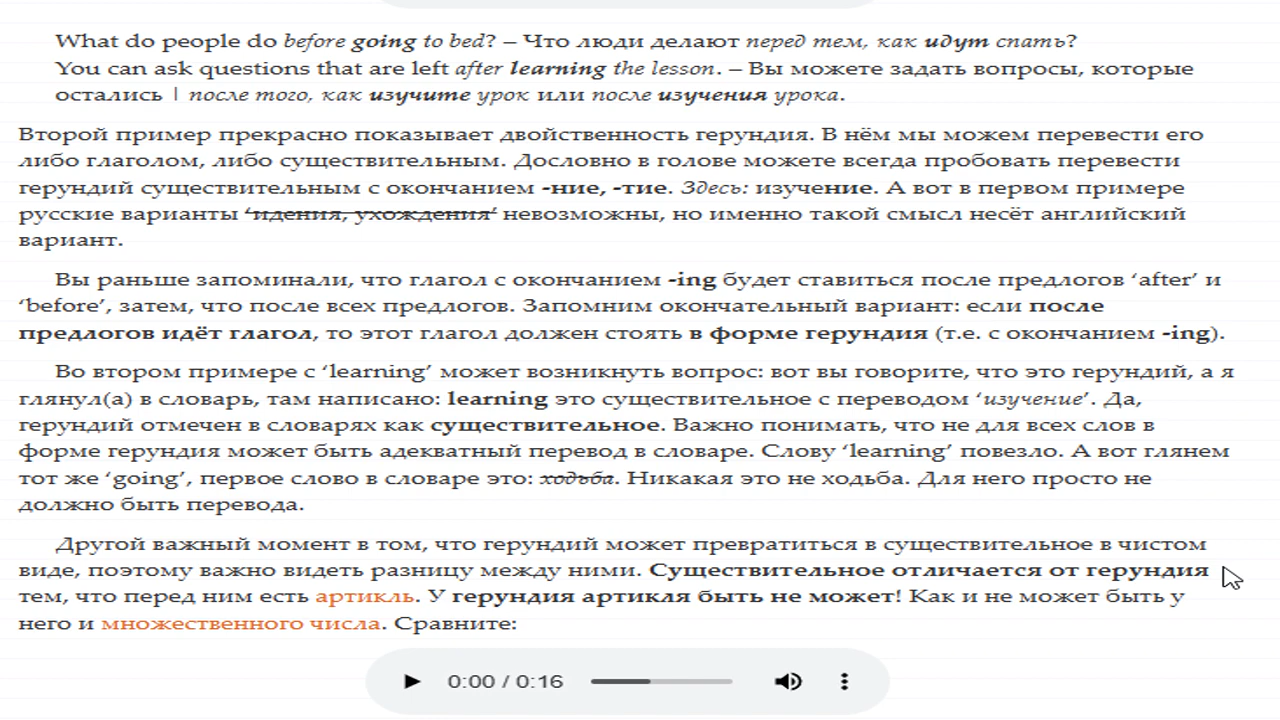 What do people do before going to bed? – Что люди делают перед тем, как идут спать?
You can ask questions that are left after learning the lesson. – Вы можете задать вопросы, которые
остались | после того, как изучите урок или после изучения урока.
Второй пример прекрасно показывает двойственность герундия. В нём мы можем перевести его
либо глаголом, либо существительным. Дословно в голове можете всегда пробовать перевести
герундий существительным с окончанием -ние, -тие. Здесь: изучение. А вот в первом примере
русские варианты ‘идения, ухождения’ невозможны, но именно такой смысл несёт английский
вариант.
Вы раньше запоминали, что глагол с окончанием -ing будет ставиться после предлогов ‘after’ и
‘before’, затем, что после всех предлогов. Запомним окончательный вариант: если после
предлогов идёт глагол, то этот глагол должен стоять в форме герундия (т.е. с окончанием -ing).
Во втором примере с ‘learning’ может возникнуть вопрос: вот вы говорите, что это герундий, а я
глянул(а) в словарь, там написано: learning это существительное с переводом ‘изучение’. Да,
герундий отмечен в словарях как существительное. Важно понимать, что не для всех слов в
форме герундия может быть адекватный перевод в словаре. Слову ‘learning’ повезло. А вот глянем
тот же ‘going’, первое слово в словаре это: ходьба. Никакая это не ходьба. Для него просто не
должно быть перевода.
Другой важный момент в том, что герундий может превратиться в существительное в чистом
виде, поэтому важно видеть разницу между ними. Существительное отличается от герундия
тем, что перед ним есть артикль. У герундия артикля быть не может! Как и не может быть у
него и множественного числа. Сравните:
0:00 / 0:16